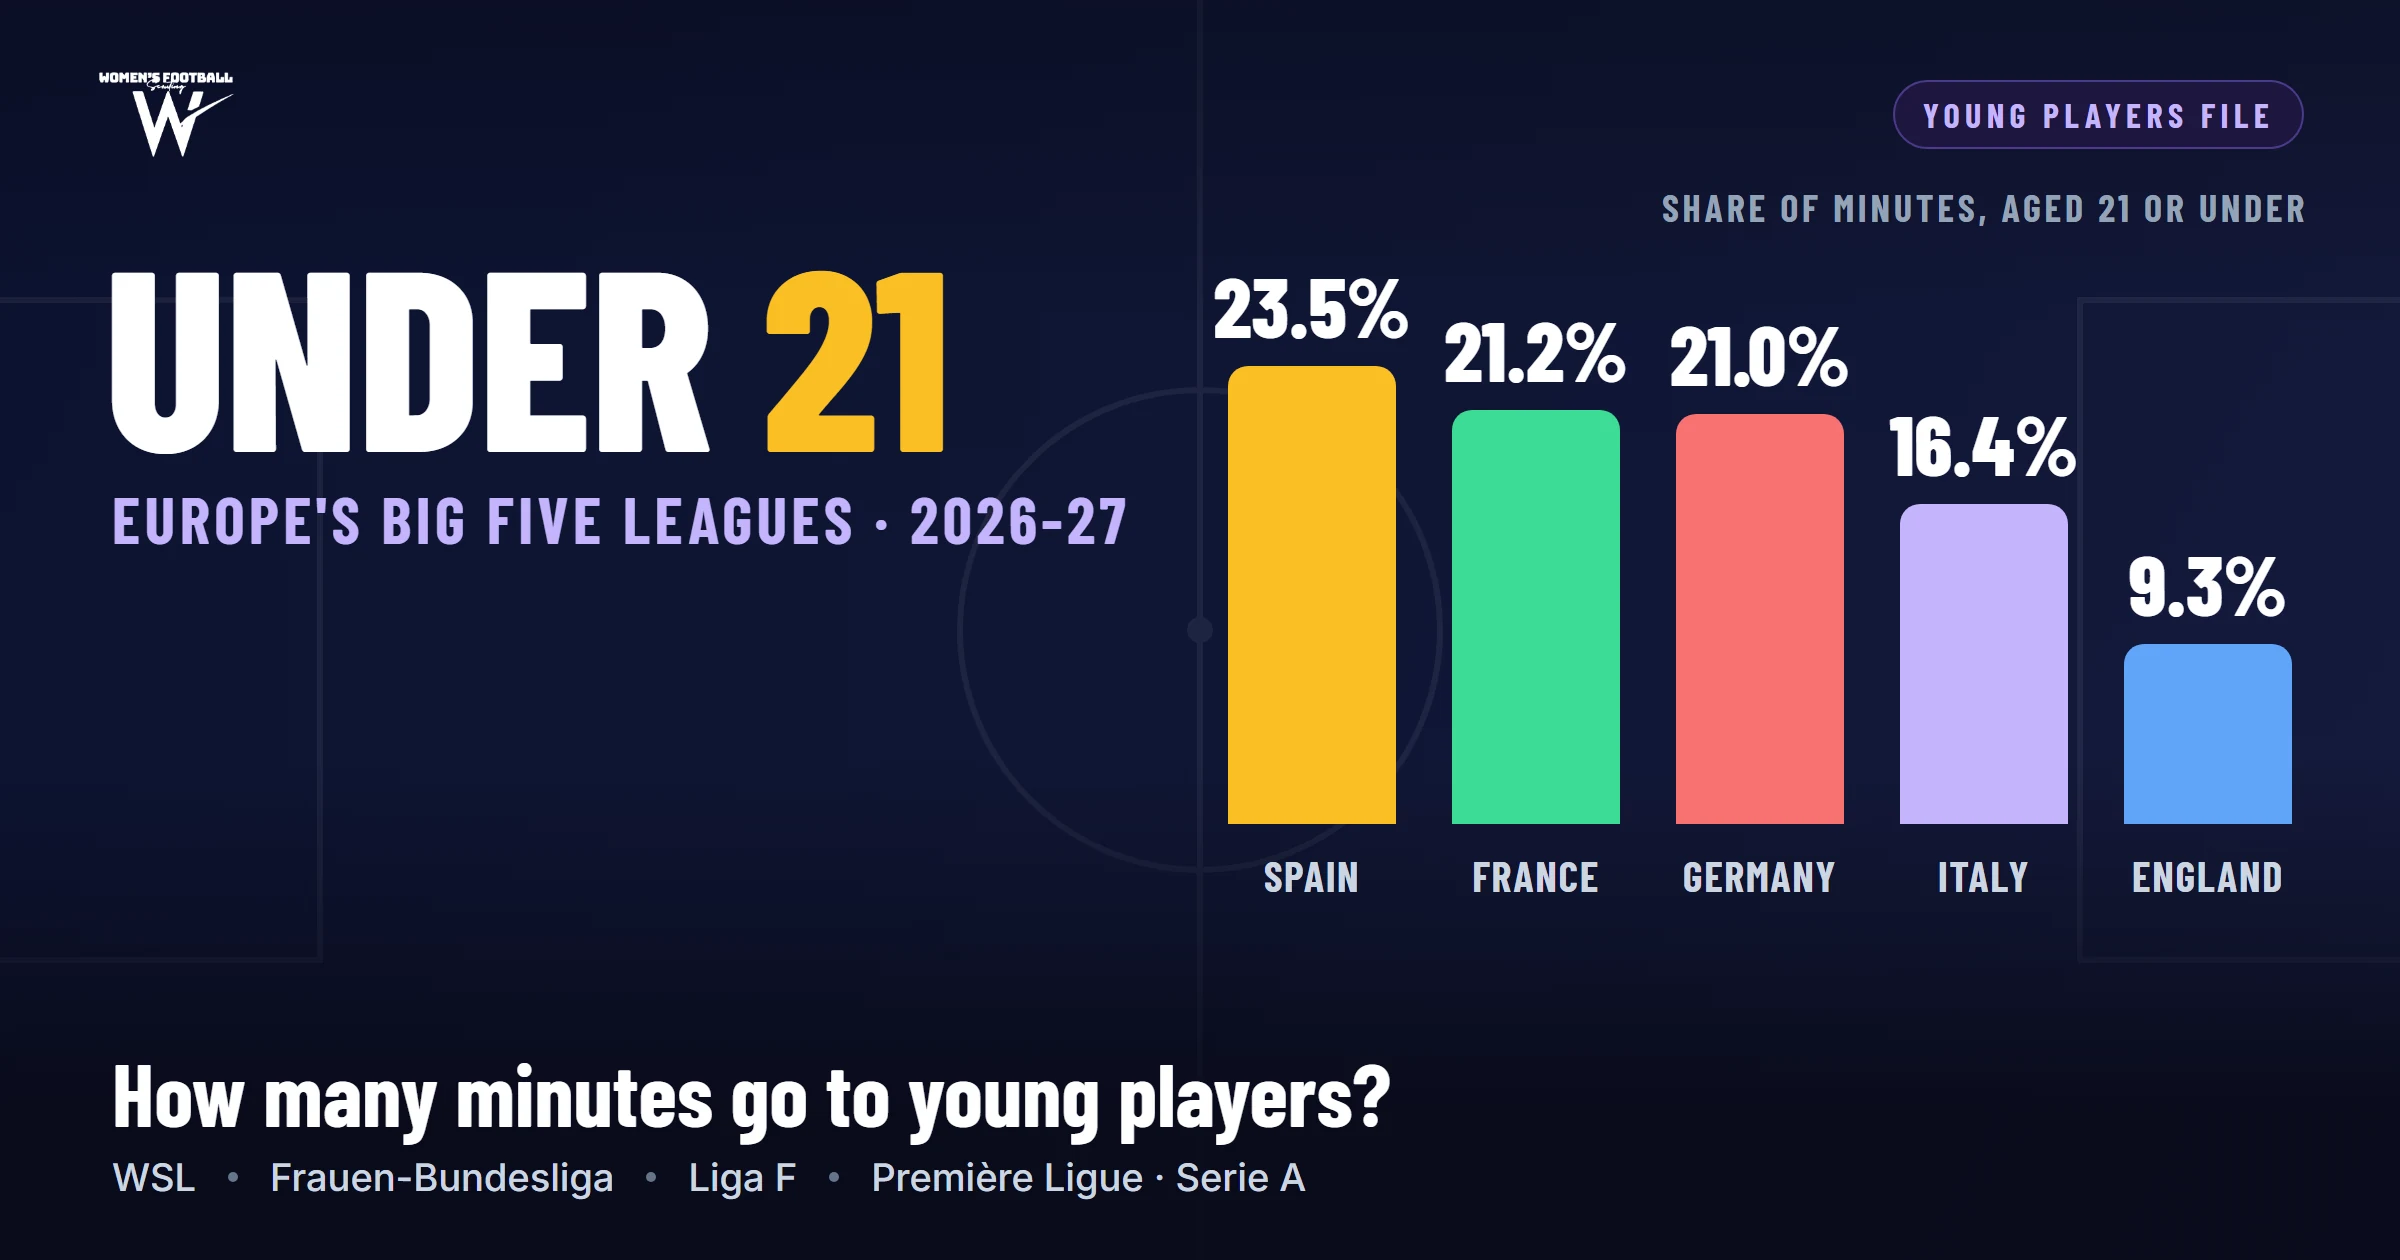 WOMEN'S FOOTBALL
W
YOUNG PLAYERS FILE
SHARE OF MINUTES, AGED 21 OR UNDER
UNDER 21
EUROPE'S BIG FIVE LEAGUES · 2026-27
23.5%
21.2%
21.0%
16.4%
9.3%
SPAIN
FRANCE
GERMANY
ITALY
ENGLAND
How many minutes go to young players?
WSL • Frauen-Bundesliga • Liga F • Première Ligue · Serie A